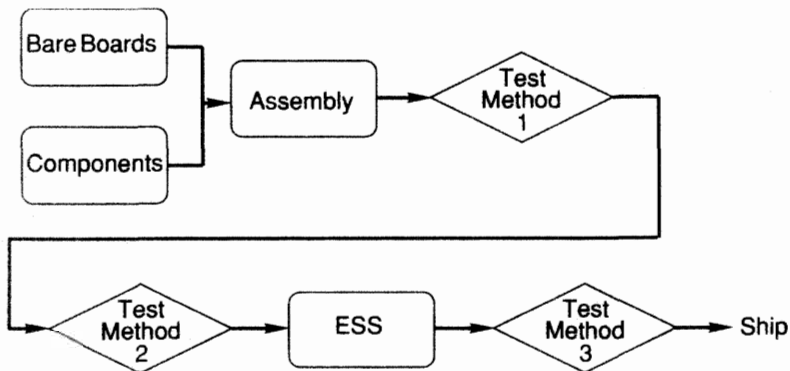 Bare Boards
Components
Assembly
Test
Method
1
Test
Method
2
ESS
Test
Method
3
Ship